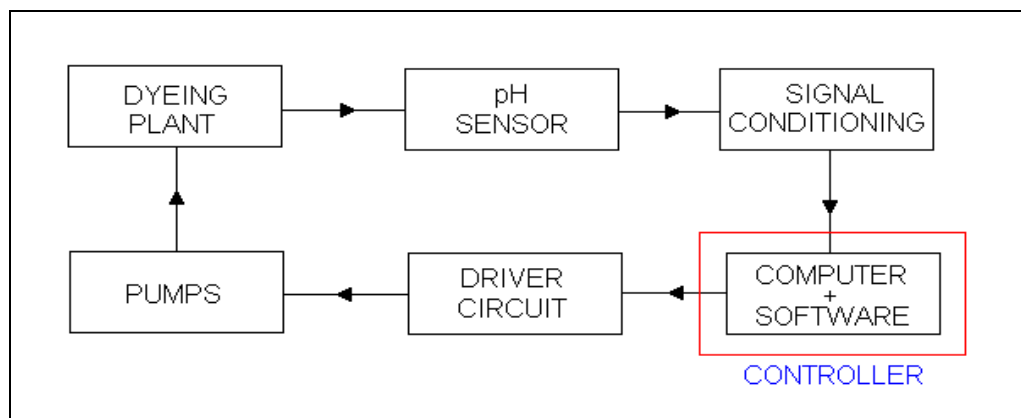 DYEING
PLANT
pH
SENSOR
SIGNAL
CONDITIONING
PUMPS
DRIVER
CIRCUIT
COMPUTER
+
SOFTWARE
CONTROLLER